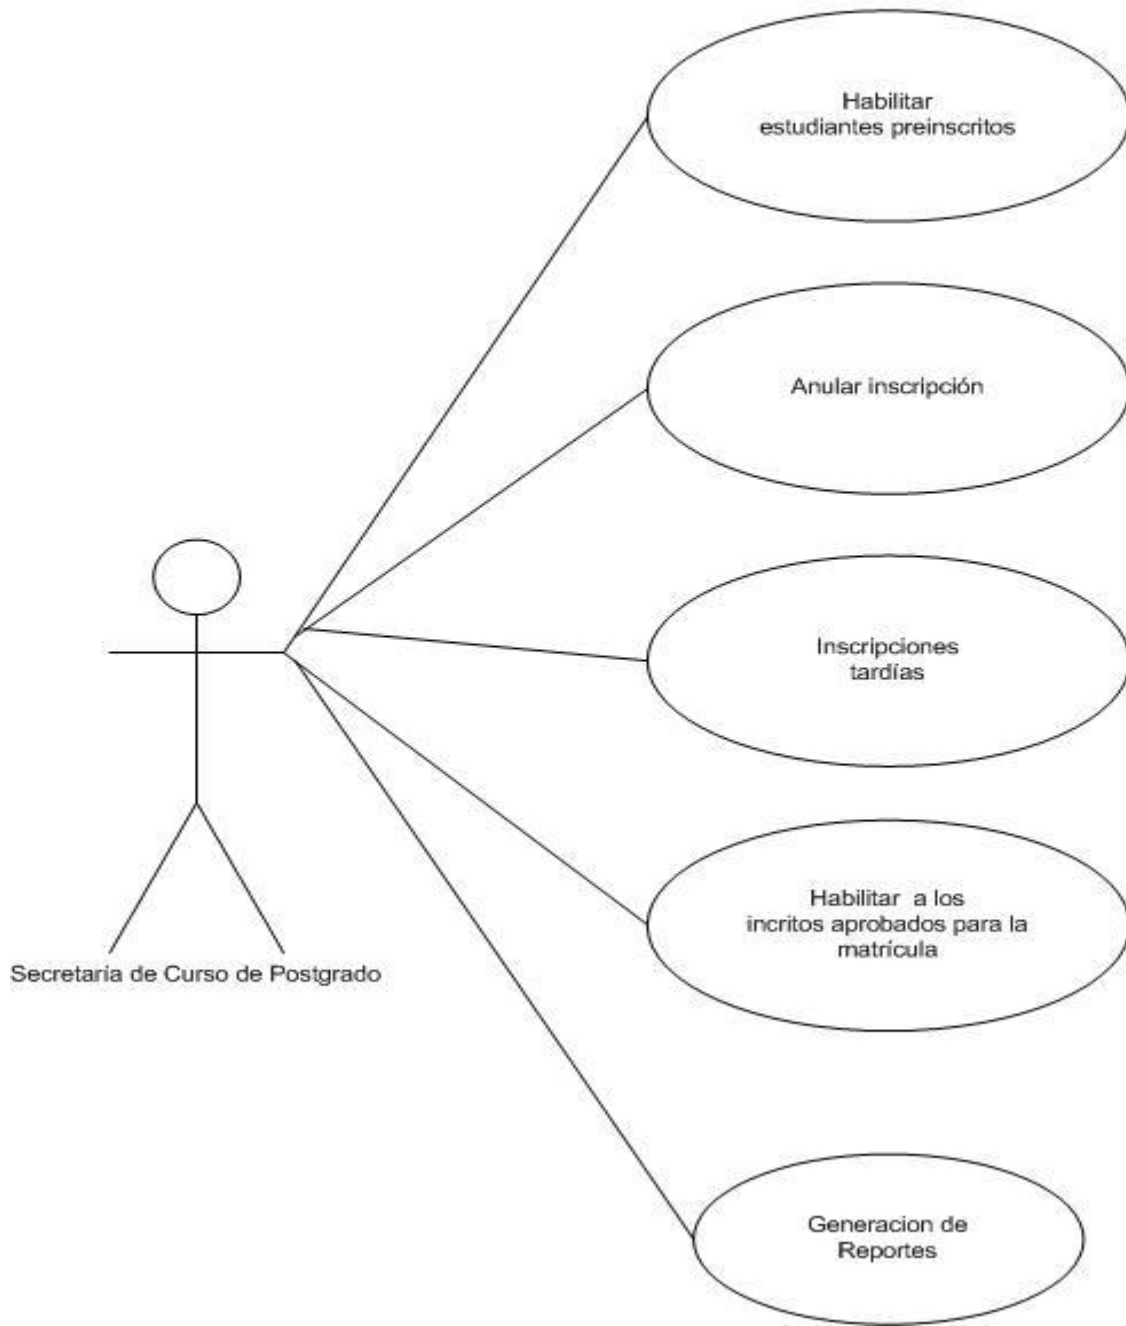 Habilitar
estudiantes preinscritos
Anular inscripción
Inscripciones
tardías
Secretaria de Curso de Postgrado
Habilitar a los
incritos aprobados para la
matrícula
Generacion de
Reportes